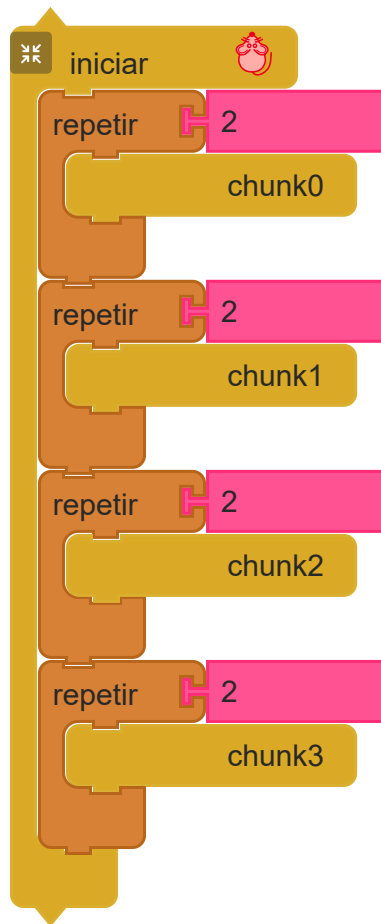 iniciar
repetir 2
chunk0
repetir 2
chunk1
repetir 2
chunk2
repetir 2
chunk3